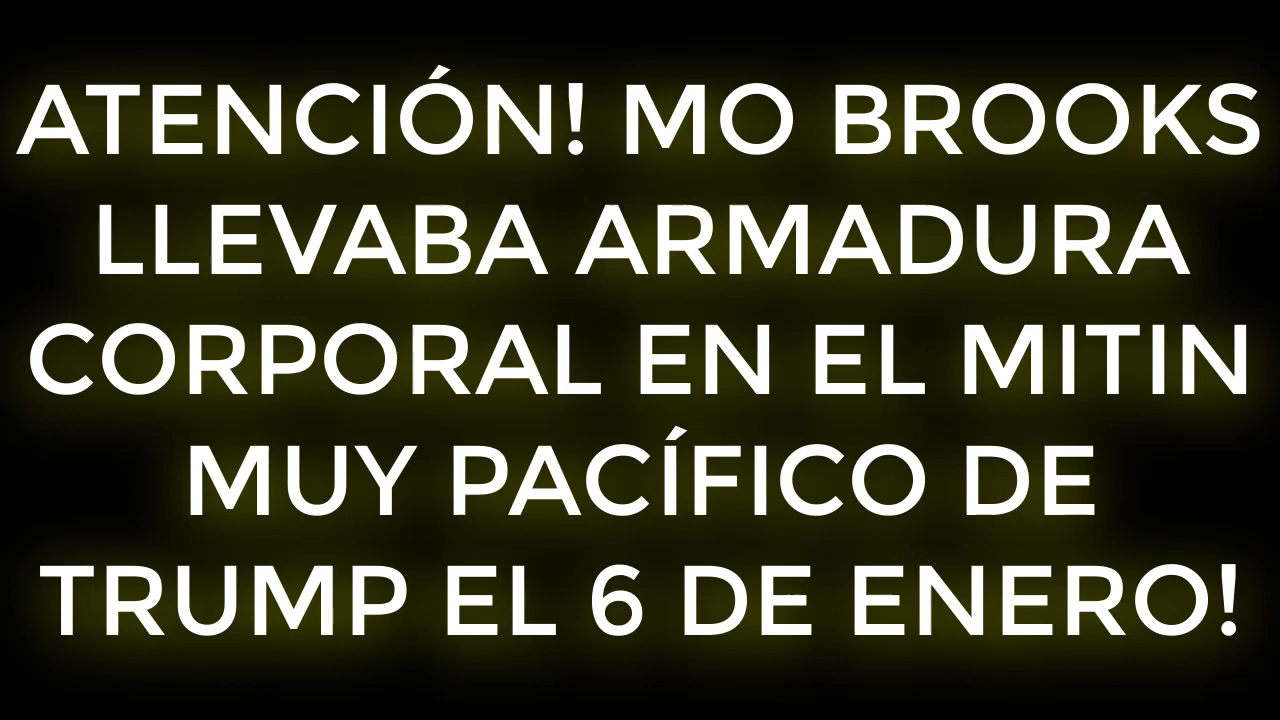 ATENCIÓN! MO BROOKS
LLEVABA ARMADURA
CORPORAL EN EL MITIN
MUY PACÍFICO DE
TRUMP EL 6 DE ENERO!